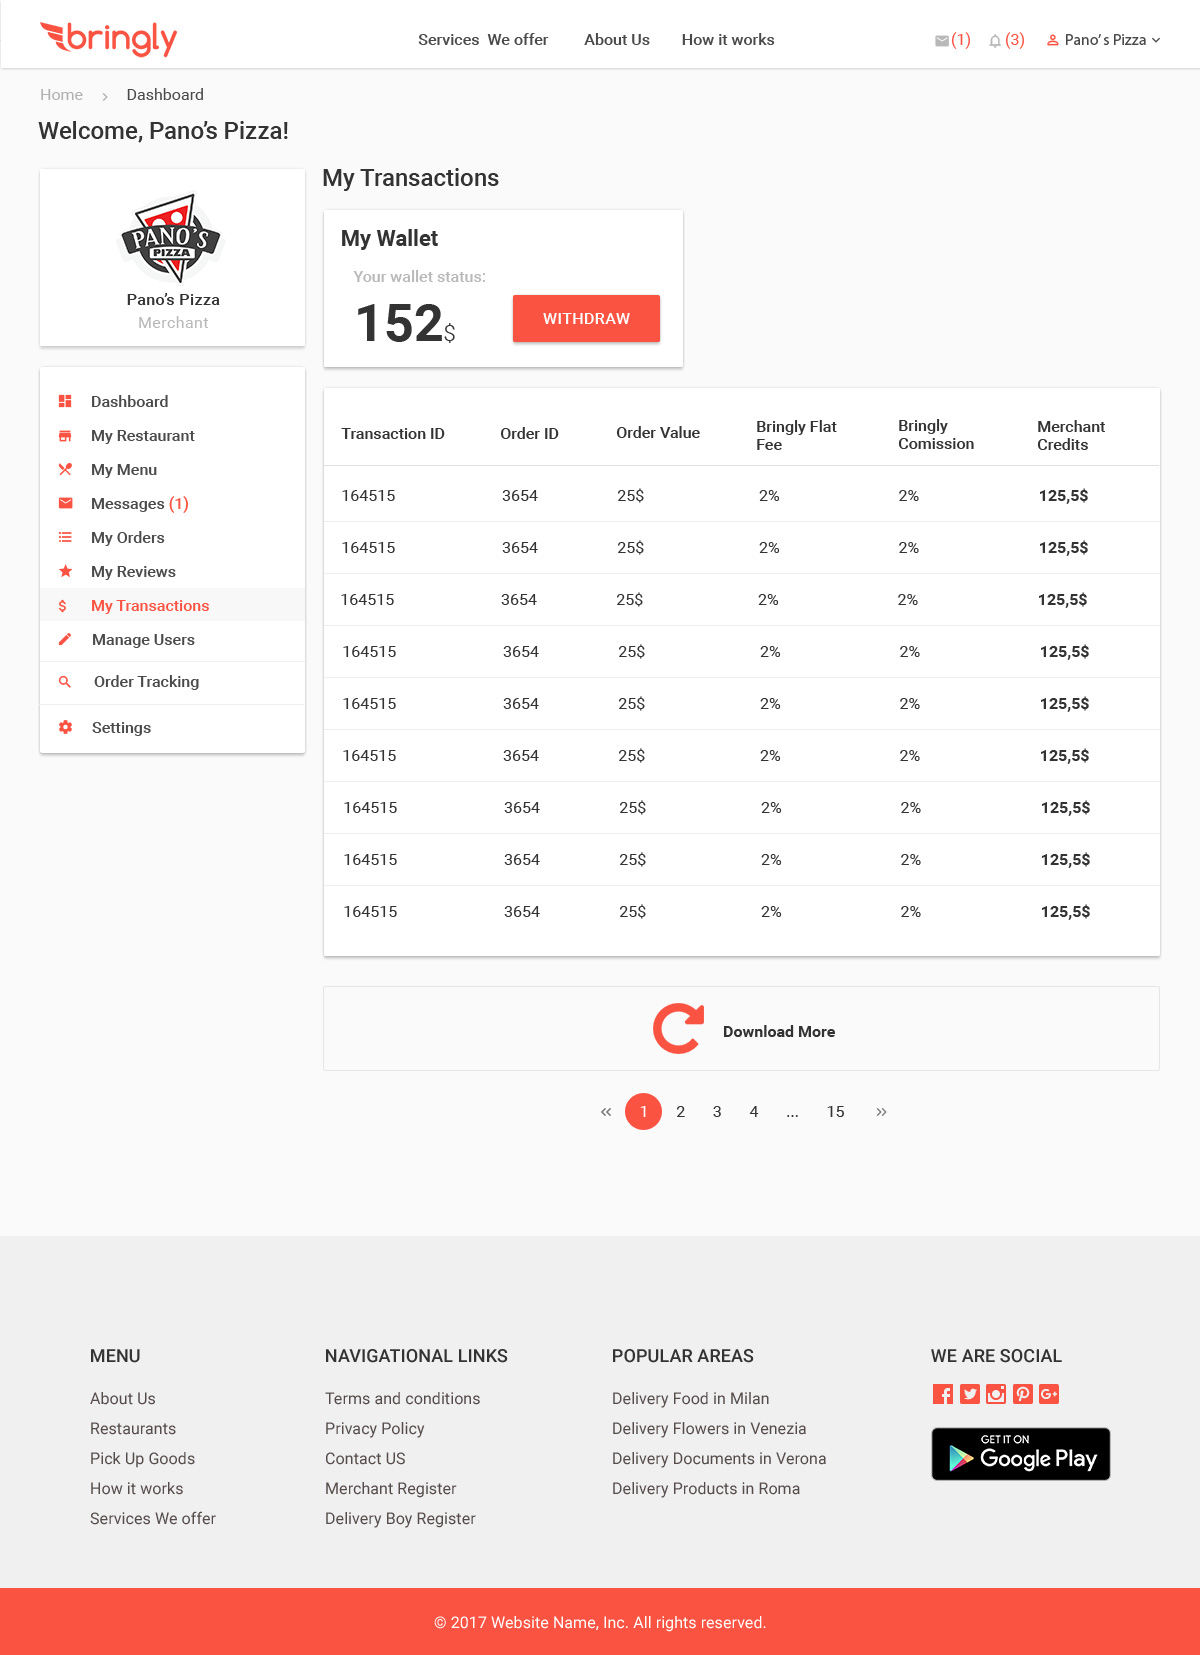 bringly
Services  We offer
About Us
How it works
(1)
(3)
Pano's Pizza
Home
Dashboard
Welcome, Pano's Pizza!
PANO'S
PIZZA
Pano's Pizza
Merchant
Dashboard
My Restaurant
My Menu
Messages (1)
My Orders
My Reviews
My Transactions
Manage Users
Order Tracking
Settings
My Transactions
My Wallet
Your wallet status:
152$
WITHDRAW
Transaction ID
Order ID
Order Value
Bringly Flat
Fee
Bringly
Comission
Merchant
Credits
164515 3654 25$ 2% 2% 125,5$
164515 3654 25$ 2% 2% 125,5$
164515 3654 25$ 2% 2% 125,5$
164515 3654 25$ 2% 2% 125,5$
164515 3654 25$ 2% 2% 125,5$
164515 3654 25$ 2% 2% 125,5$
164515 3654 25$ 2% 2% 125,5$
164515 3654 25$ 2% 2% 125,5$
164515 3654 25$ 2% 2% 125,5$
Download More
« 1 2 3 4 ... 15 »
MENU
About Us
Restaurants
Pick Up Goods
How it works
Services We offer
NAVIGATIONAL LINKS
Terms and conditions
Privacy Policy
Contact US
Merchant Register
Delivery Boy Register
POPULAR AREAS
Delivery Food in Milan
Delivery Flowers in Venezia
Delivery Documents in Verona
Delivery Products in Roma
WE ARE SOCIAL
GET IT ON
Google Play
© 2017 Website Name, Inc. All rights reserved.